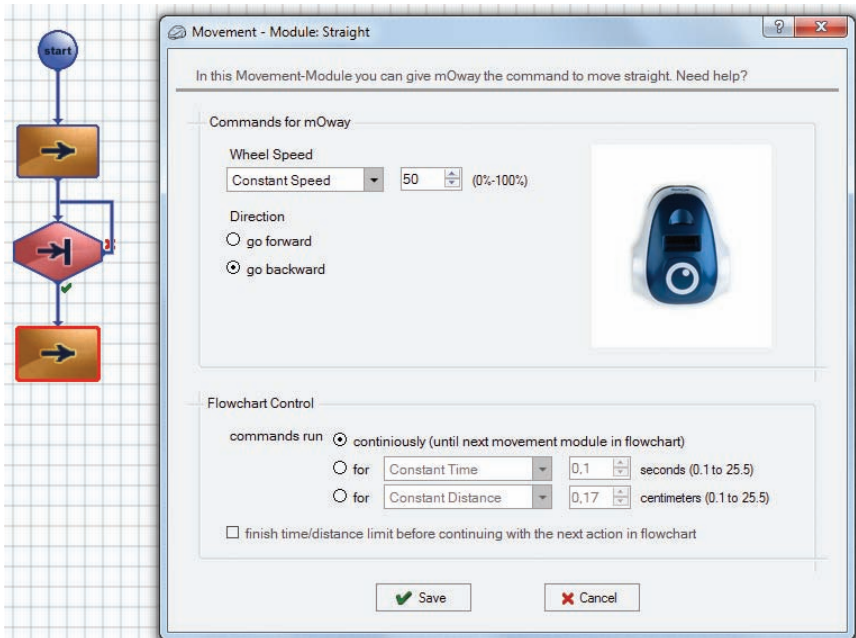 start
Movement - Module: Straight
In this Movement-Module you can give mOway the command to move straight. Need help?
Commands for mOway
Wheel Speed
Constant Speed 50 (0%-100%)
Direction
go forward
go backward
Flowchart Control
commands run continiously (until next movement module in flowchart)
for Constant Time 0,1 seconds (0.1 to 25.5)
for Constant Distance 0,17 centimeters (0.1 to 25.5)
finish time/distance limit before continuing with the next action in flowchart
Save Cancel